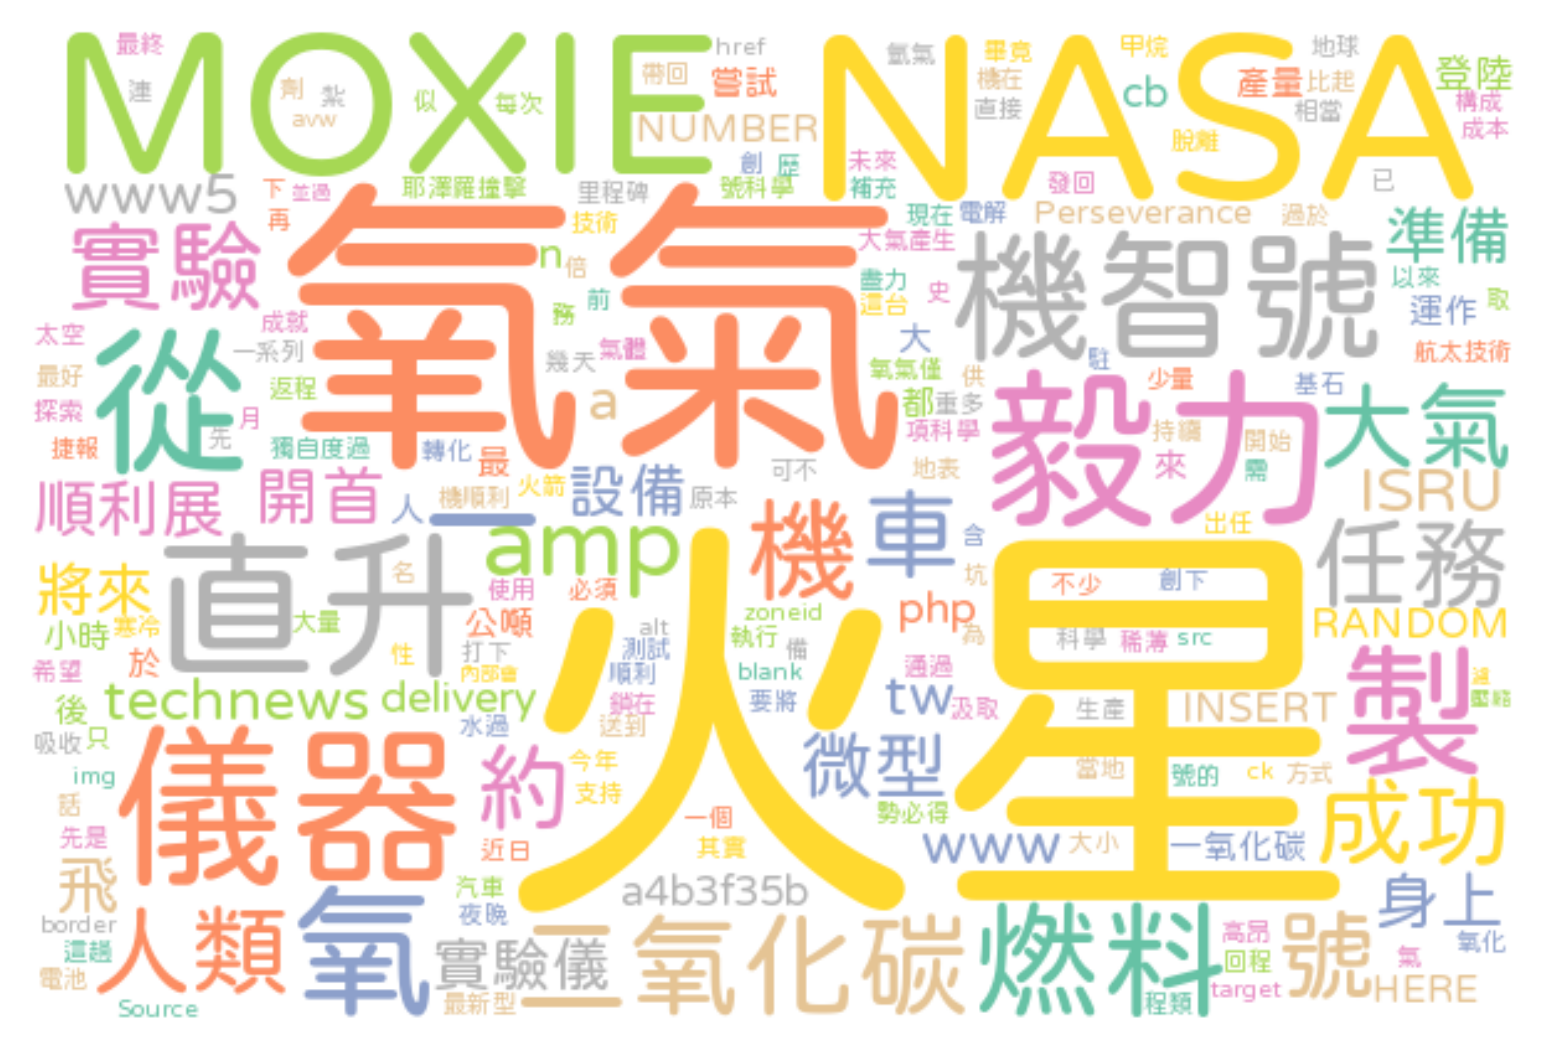 MOXIE
NASA
最終
href
氬氣
畢竟
甲烷
地球
帶回
嘗試
機在
cb
產量
比起
登陸
漣
劑
紮
似
每次
直接
相當
構成
avw
NUMBER
脫離
成本
創
歷
未來
www5
下
並過
耶澤羅撞擊
里程碑
號科學
補充
發回
已
再
技術
現在
電解
Perseverance
過於
準備
實驗
氧氣
n
倍
大氣產生
機智號
盡力
以來
前
史
取
務
這台
運作
太空
成就
從
一系列
幾天
氣體
大
駐
航太技術
最好
返程
氧氣僅
供
毅力
少量
基石
大氣
探索
月
a
都
重多
先
項科學
持續
開始
捷報
獨自度過
轉化
最
可不
地表
來
需
順利展
開首
機順利
火箭
設備
原本
機
車
ISRU
人
一
amp
含
出任
任務
直升
火星
將來
名
使用
必須
坑
不少
創下
小時
寒冷
大量
公噸
zoneid
php
RANDOM
alt
執行
備
為
科學
稀薄
src
於
性
打下
測試
希望
內部會
順利
blank
通過
製
technews
delivery
鎖在
要將
tw
汲取
生產
INSERT
壓縮
後
水過
送到
吸收
只
儀器
約
今年
微型
img
當地
號的
ck
方式
話
支持
勢必得
成功
先是
一個
近日
其實
www
大小
一氧化碳
飛
汽車
a4b3f35b
身上
border
人類
氧
夜晚
實驗儀
二氧化碳
燃料
高昂
號
氧化
這趟
回程
氣
電池
target
HERE
Source
最新型
程類